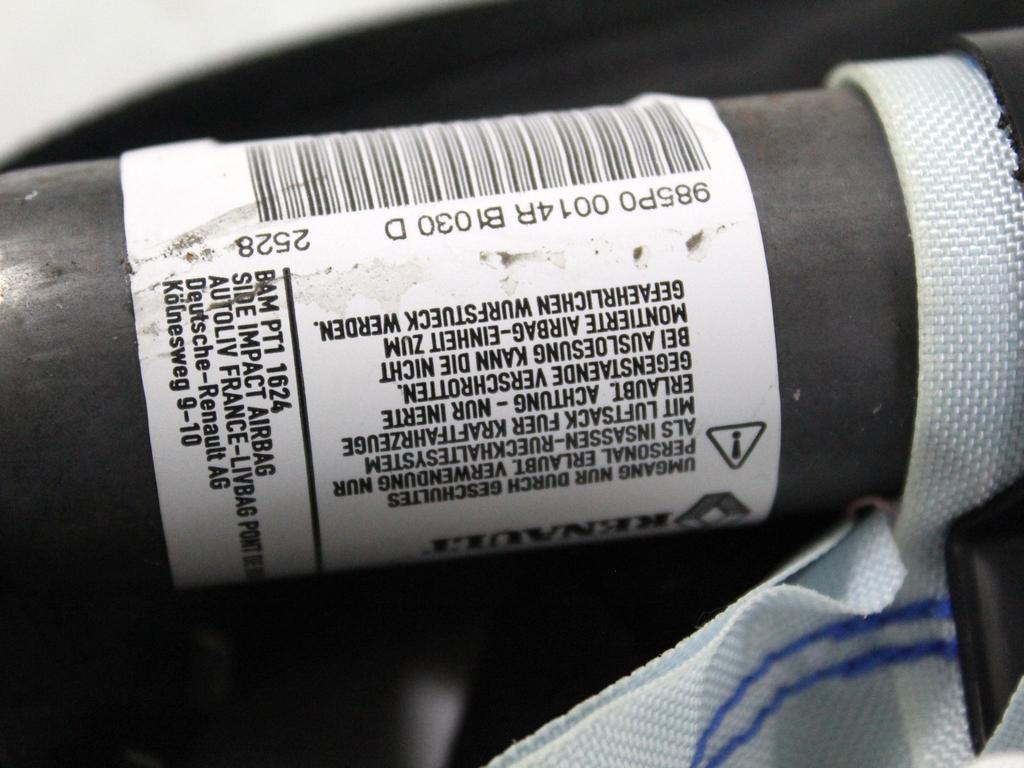 RENAULT
UMGANG NUR DURCH GESCHULTES
PERSONAL ERLAUBT. VERWENDUNG NUR
ALS INSASSEN-RUECKHALTESYSTEM
MIT LUFTSACK FUER KRAFTFAHRZEUGE
ERLAUBT. ACHTUNG - NUR INERTE
GEGENSTAENDE VERSCHROTTEN.
BEI AUSLOESUNG KANN DIE NICHT
MONTIERTE AIRBAG-EINHEIT ZUM
GEFAEHRLICHEN WURFSTUECK WERDEN.
BAM PT1 1624
SIDE IMPACT AIRBAG
AUTOLIV FRANCE-LIVBAG PONT DE
Deutsche-Renault AG
Kölnesweg 9-10
985P0 0014R B1030 D
2528